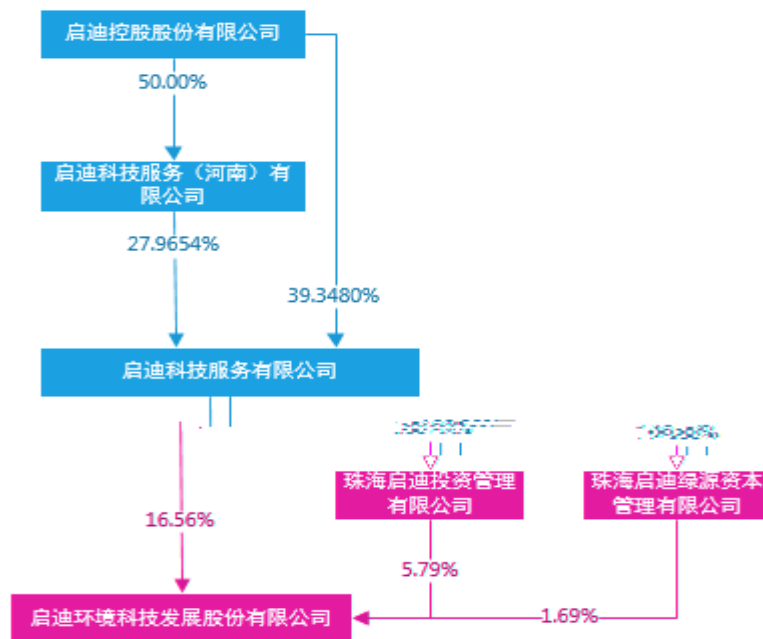 启迪控股股份有限公司
50.00%
启迪科技服务（河南）有
限公司
27.9654%
39.3480%
启迪科技服务有限公司
珠海启迪投资管理
有限公司
珠海启迪绿源资本
管理有限公司
16.56%
5.79%
启迪环境科技发展股份有限公司
1.69%